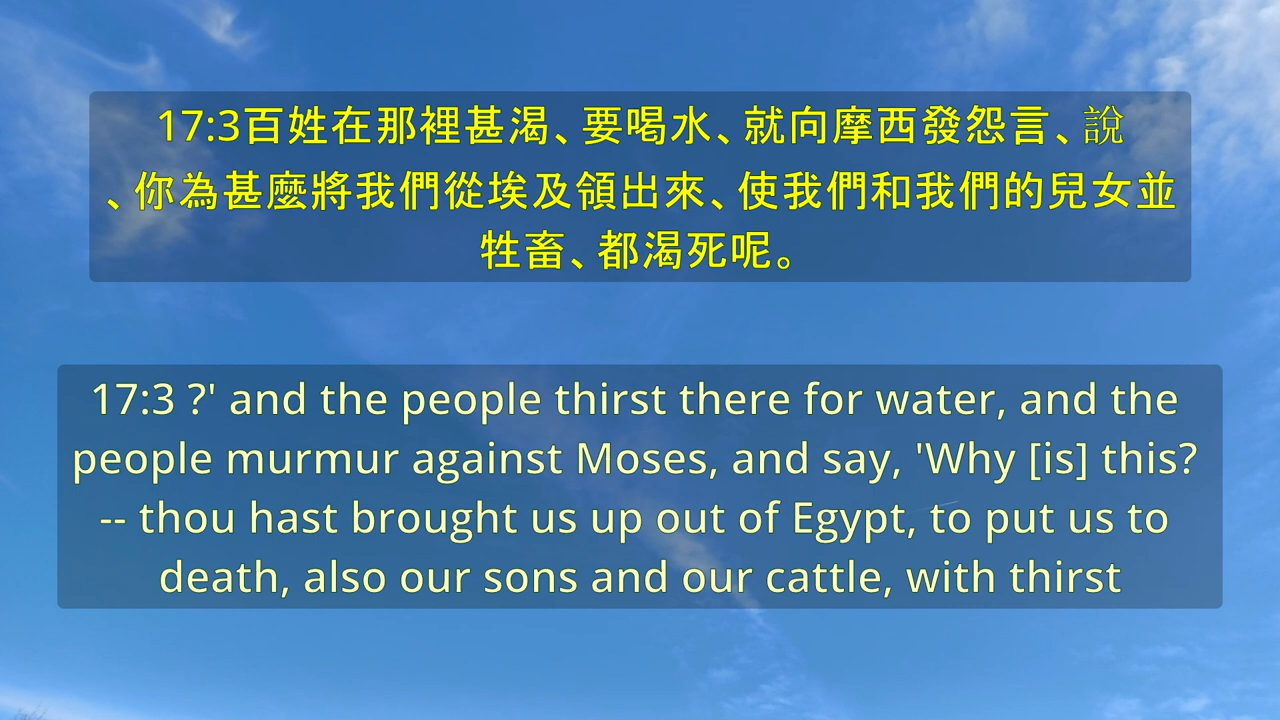 17:3百姓在那裡甚渴、要喝水、就向摩西發怨言、說
、你為甚麼將我們從埃及領出來、使我們和我們的兒女並
牲畜、都渴死呢。
17:3 ?' and the people thirst there for water, and the
people murmur against Moses, and say, 'Why [is] this?
-- thou hast brought us up out of Egypt, to put us to
death, also our sons and our cattle, with thirst